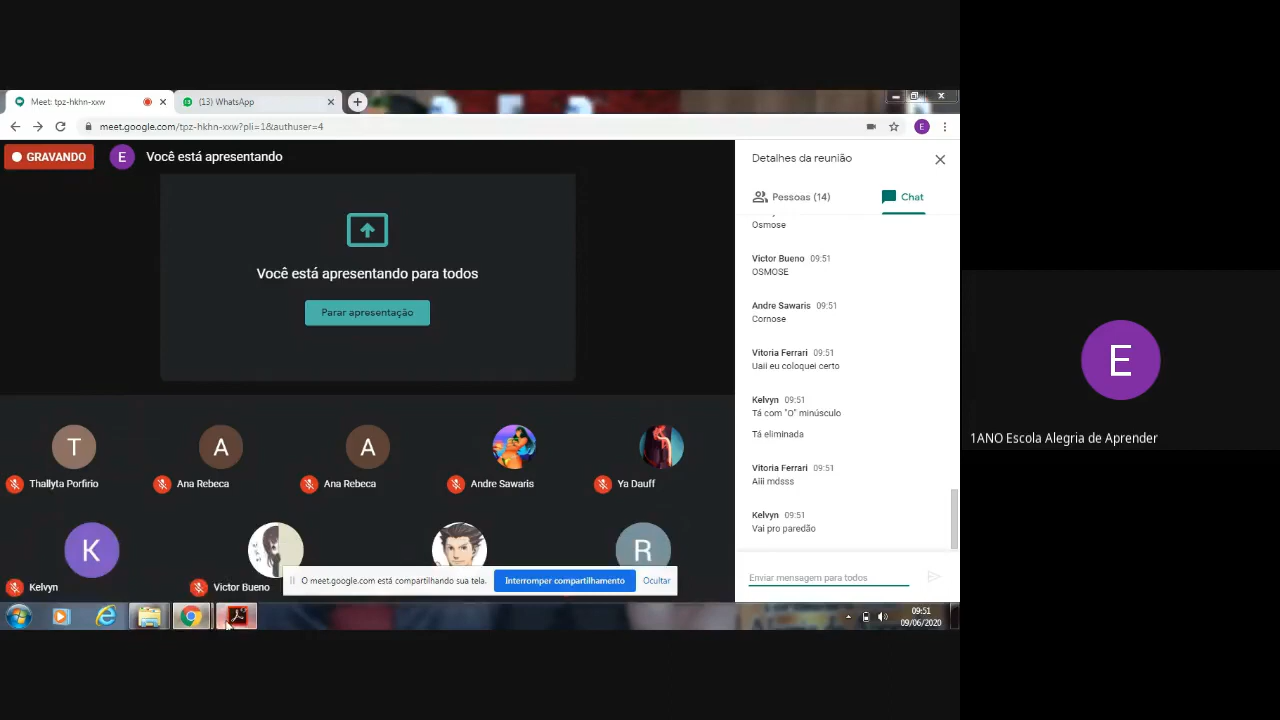 Meet: tpz-hkhn-xxw
(13) WhatsApp
meet.google.com/tpz-hkhn-xxw?pli=1&authuser=4
E
GRAVANDO
E
Você está apresentando
Você está apresentando para todos
Parar apresentação
T
Thallyta Porfirio
A
Ana Rebeca
A
Ana Rebeca
Andre Sawaris
Ya Dauff
K
Kelvyn
Victor Bueno
R
O meet.google.com está compartilhando sua tela.
Interromper compartilhamento
Ocultar
Detalhes da reunião
Pessoas (14)
Chat
Osmose
Victor Bueno 09:51
OSMOSE
Andre Sawaris 09:51
Cornose
Vitoria Ferrari 09:51
Uaii eu coloquei certo
Kelvyn 09:51
Tá com "O" minúsculo
Tá eliminada
Vitoria Ferrari 09:51
Aiii mdsss
Kelvyn 09:51
Vai pro paredão
Enviar mensagem para todos
09:51
09/06/2020
E
1ANO Escola Alegria de Aprender